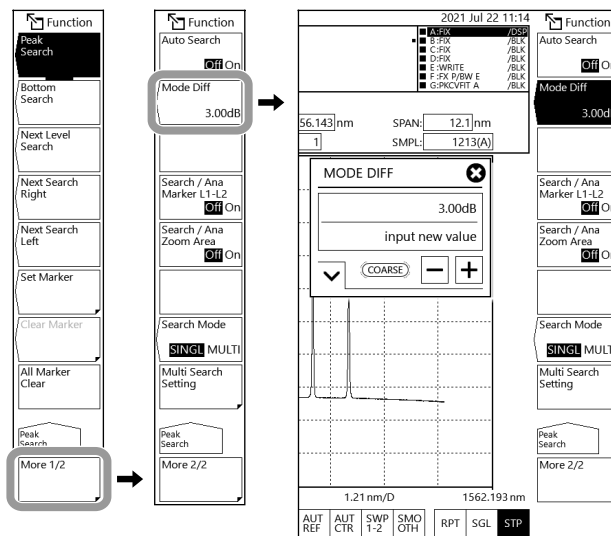 Function
Peak
Search
Bottom
Search
Next Level
Search
Next Search
Right
Next Search
Left
Set Marker
Clear Marker
All Marker
Clear
Peak
Search
More 1/2
Function
Auto Search
Off On
Mode Diff
3.00dB
Search / Ana
Marker L1-L2
Off On
Search / Ana
Zoom Area
Off On
Search Mode
SINGL MULTI
Multi Search
Setting
Peak
Search
More 2/2
2021 Jul 22 11:14
A:FIX /DSP
B:FIX /BLK
C:FIX /BLK
D:FIX /BLK
E:WRITE /BLK
F:FX P/BW E /BLK
G:PKCVFIT A /BLK
56.143 nm SPAN: 12.1 nm
1 SMPL: 1213(A)
MODE DIFF
3.00dB
input new value
COARSE
1.21 nm/D 1562.193 nm
AUT
REF
AUT
CTR
SWP
1-2
SMO
OTH
RPT
SGL
STP
Function
Auto Search
Off On
Mode Diff
3.00dB
Search / Ana
Marker L1-L2
Off On
Search / Ana
Zoom Area
Off On
Search Mode
SINGL MULTI
Multi Search
Setting
Peak
Search
More 2/2